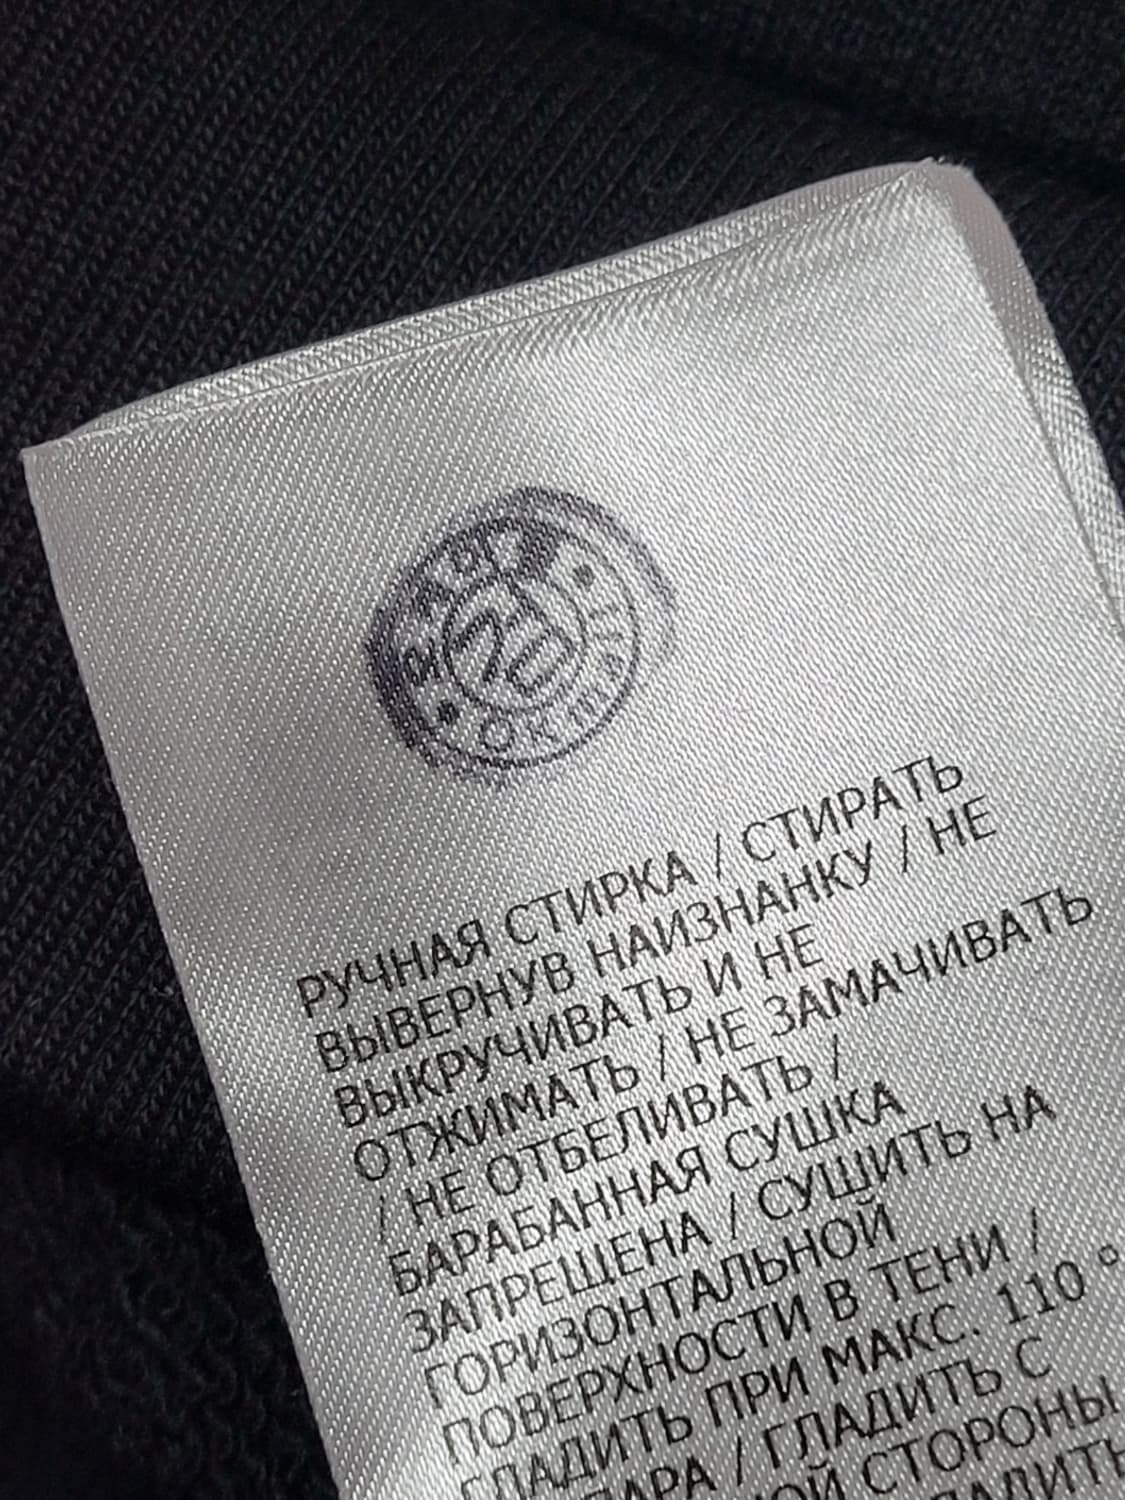 РУЧНАЯ СТИРКА / СТИРАТЬ
ВЫВЕРНУВ НАИЗНАНКУ / НЕ
ВЫКРУЧИВАТЬ И НЕ
ОТЖИМАТЬ / НЕ ЗАМАЧИВАТЬ
/ НЕ ОТБЕЛИВАТЬ /
БАРАБАННАЯ СУШКА
ЗАПРЕЩЕНА / СУШИТЬ НА
ГОРИЗОНТАЛЬНОЙ
ПОВЕРХНОСТИ В ТЕНИ /
ГЛАДИТЬ ПРИ МАКС. 110 °
/ ГЛАДИТЬ С
СТОРОНЫ